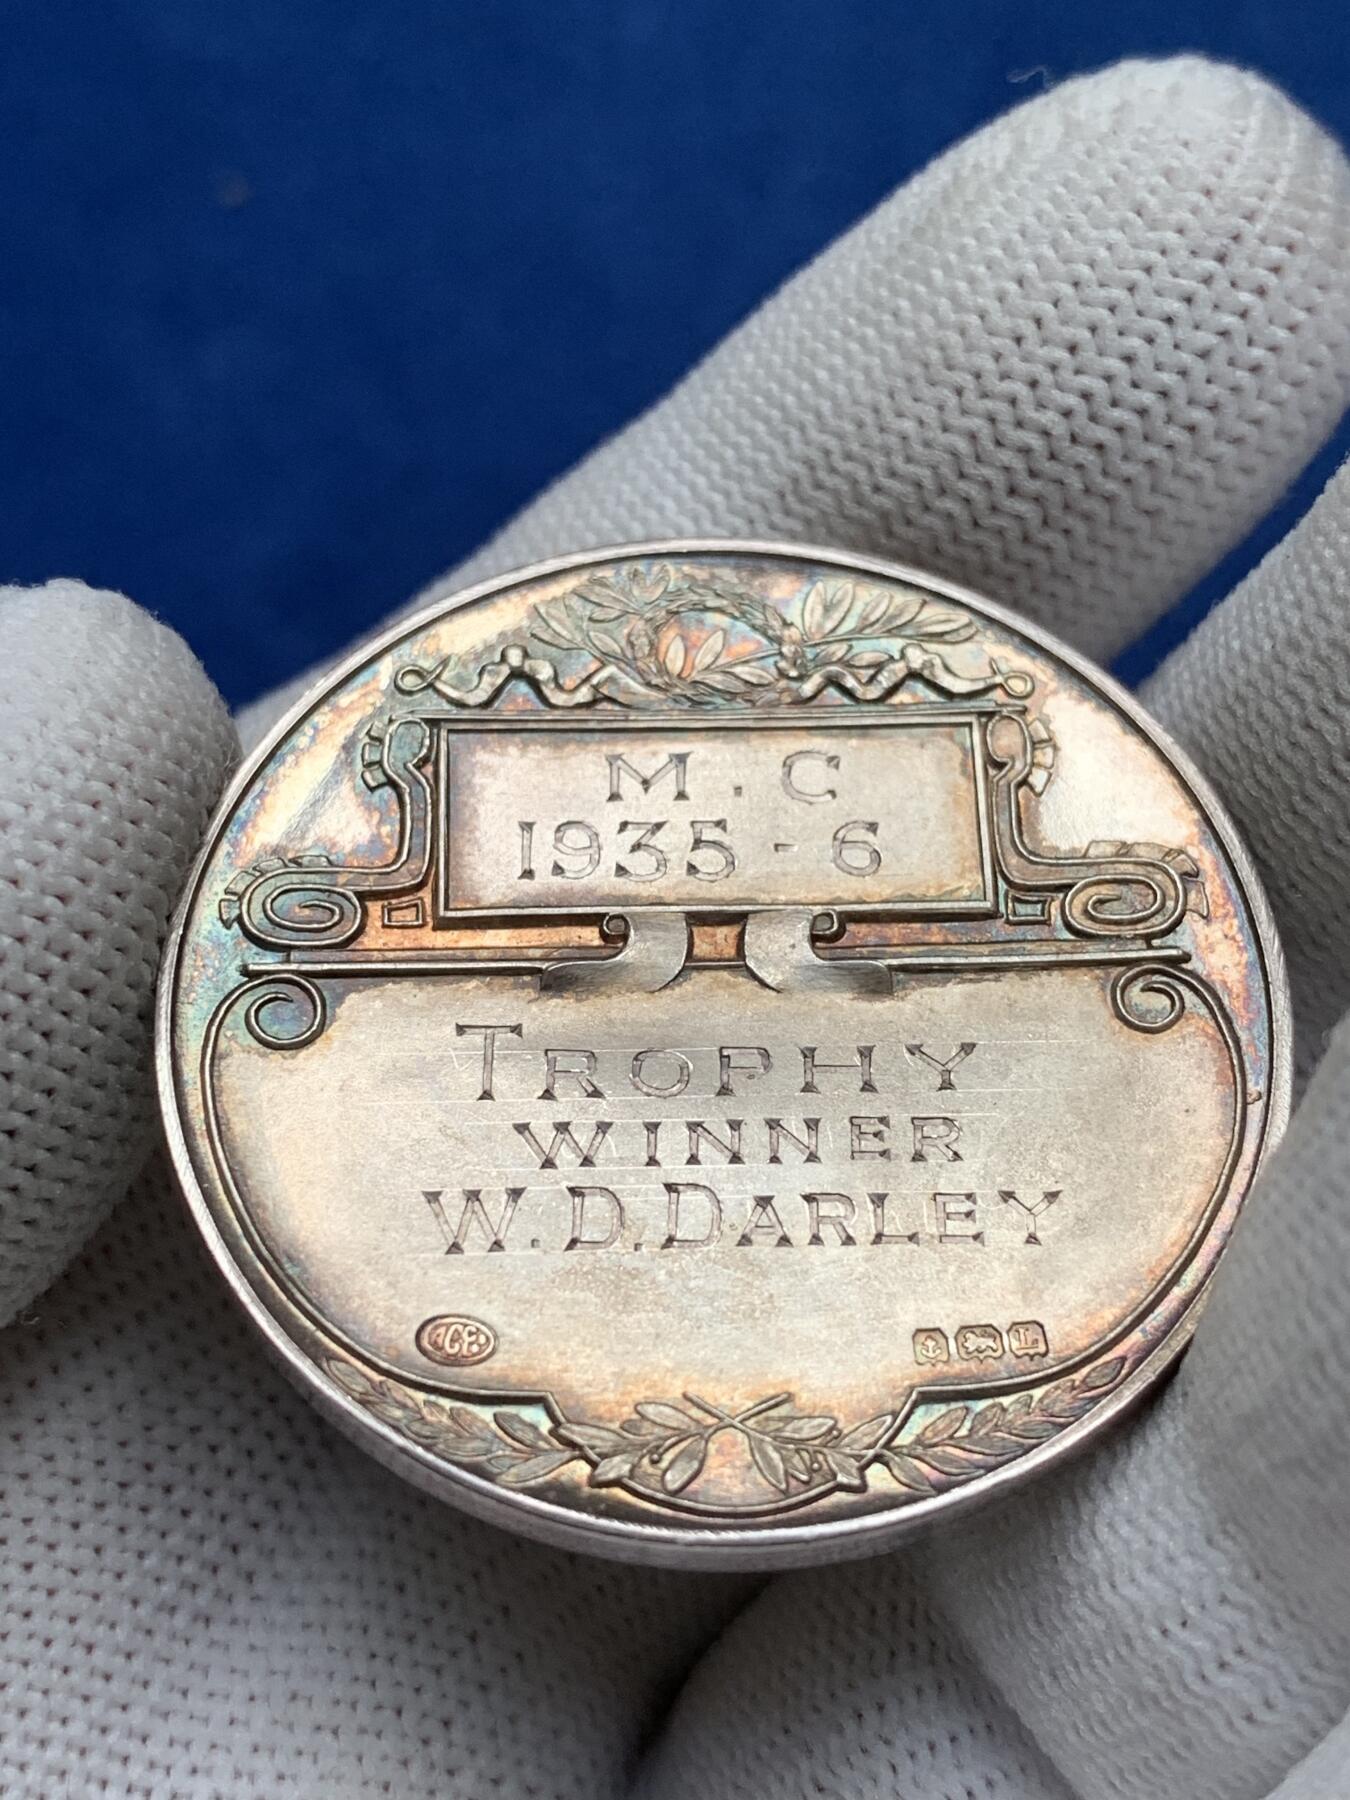 M.C
1935-6
TROPHY
WINNER
W.D.DARLEY
L